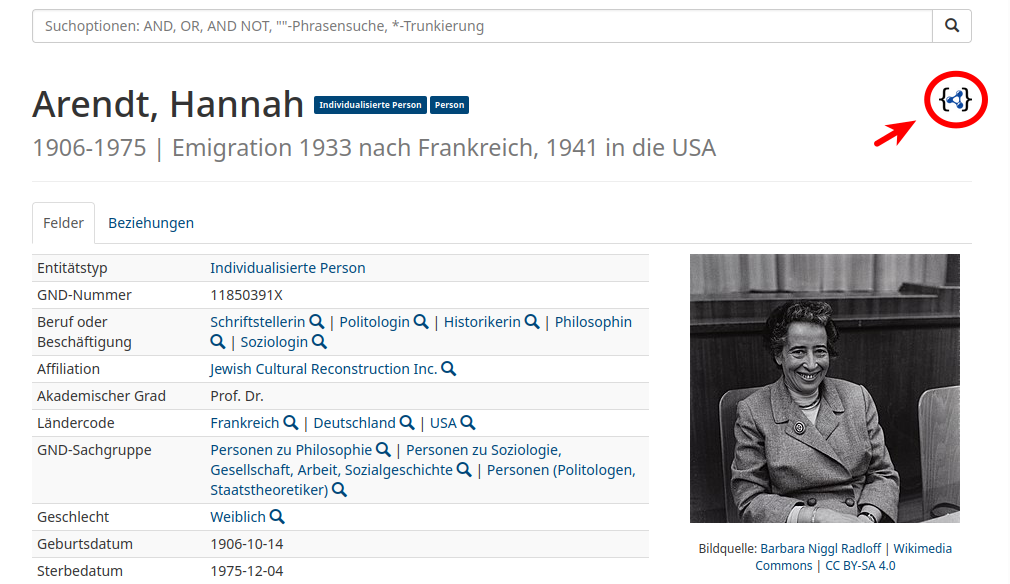 Suchoptionen: AND, OR, AND NOT, ""-Phrasensuche, *-Trunkierung
Arendt, Hannah Individualisierte Person Person
1906-1975 | Emigration 1933 nach Frankreich, 1941 in die USA
Felder Beziehungen
Entitätstyp Individualisierte Person
GND-Nummer 11850391X
Beruf oder Beschäftigung Schriftstellerin | Politologin | Historikerin | Philosophin
| Soziologin
Affiliation Jewish Cultural Reconstruction Inc.
Akademischer Grad Prof. Dr.
Ländercode Frankreich | Deutschland | USA
GND-Sachgruppe Personen zu Philosophie | Personen zu Soziologie,
Gesellschaft, Arbeit, Sozialgeschichte | Personen (Politologen,
Staatstheoretiker)
Geschlecht Weiblich
Geburtsdatum 1906-10-14
Sterbedatum 1975-12-04
Bildquelle: Barbara Niggl Radloff | Wikimedia
Commons | CC BY-SA 4.0